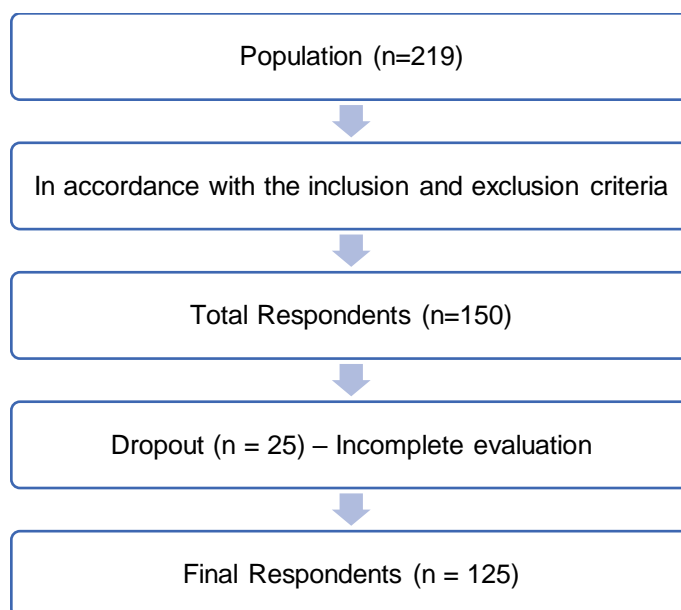 Population (n=219)
In accordance with the inclusion and exclusion criteria
Total Respondents (n=150)
Dropout (n = 25) – Incomplete evaluation
Final Respondents (n = 125)